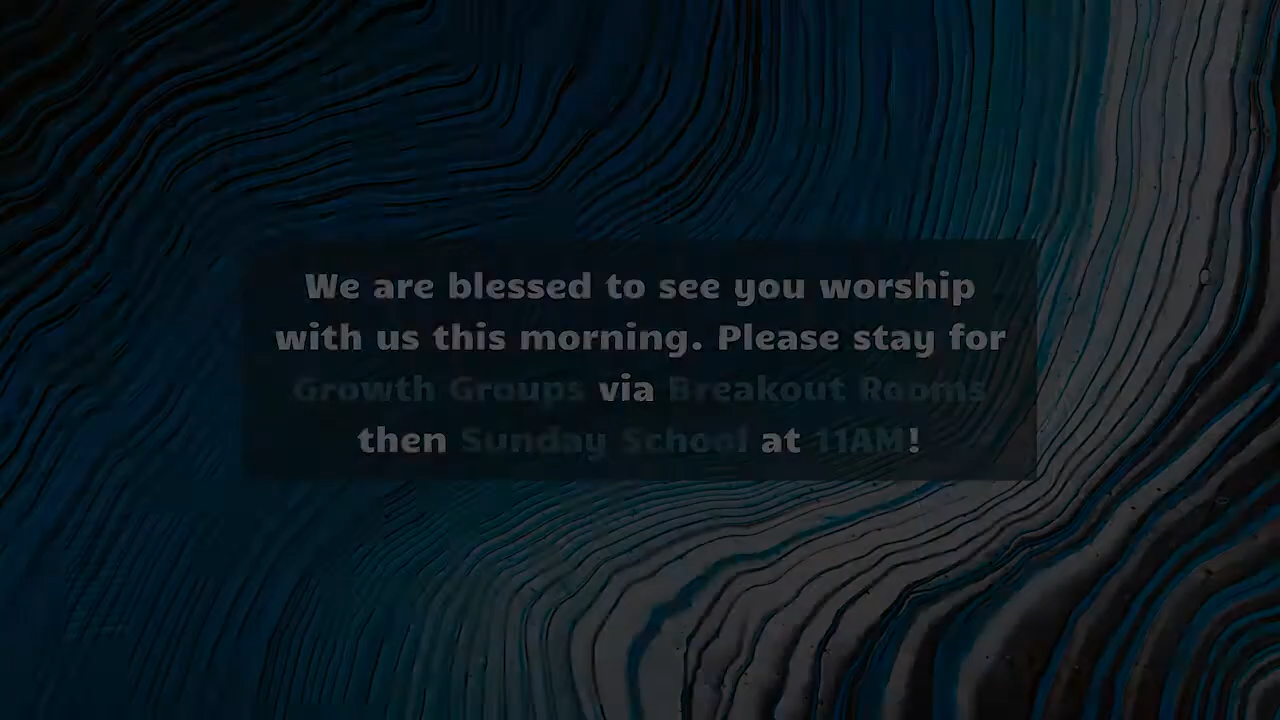 We are blessed to see you worship
with us this morning. Please stay for
Growth Groups via Breakout Rooms
then Sunday School at 11AM!